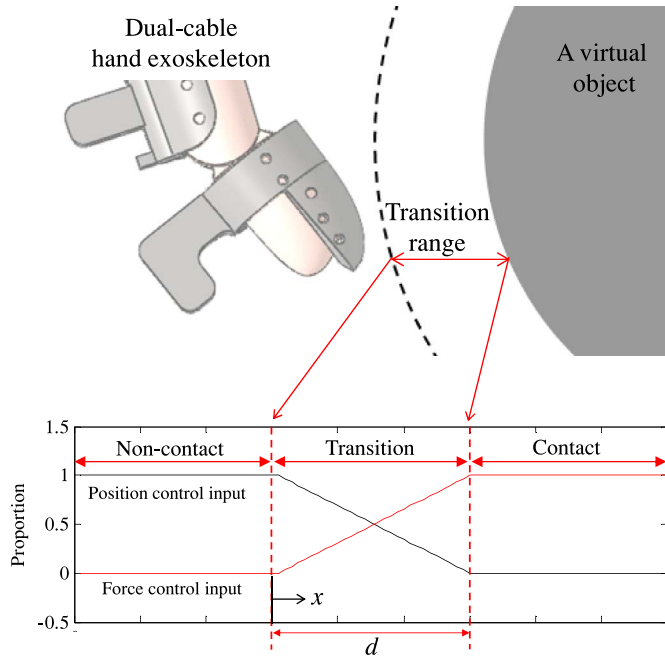 Dual-cable
hand exoskeleton
A virtual
object
Transition
range
1.5
Non-contact
Transition
Contact
1
Position control input
Proportion
0.5
0
Force control input
x
-0.5
d